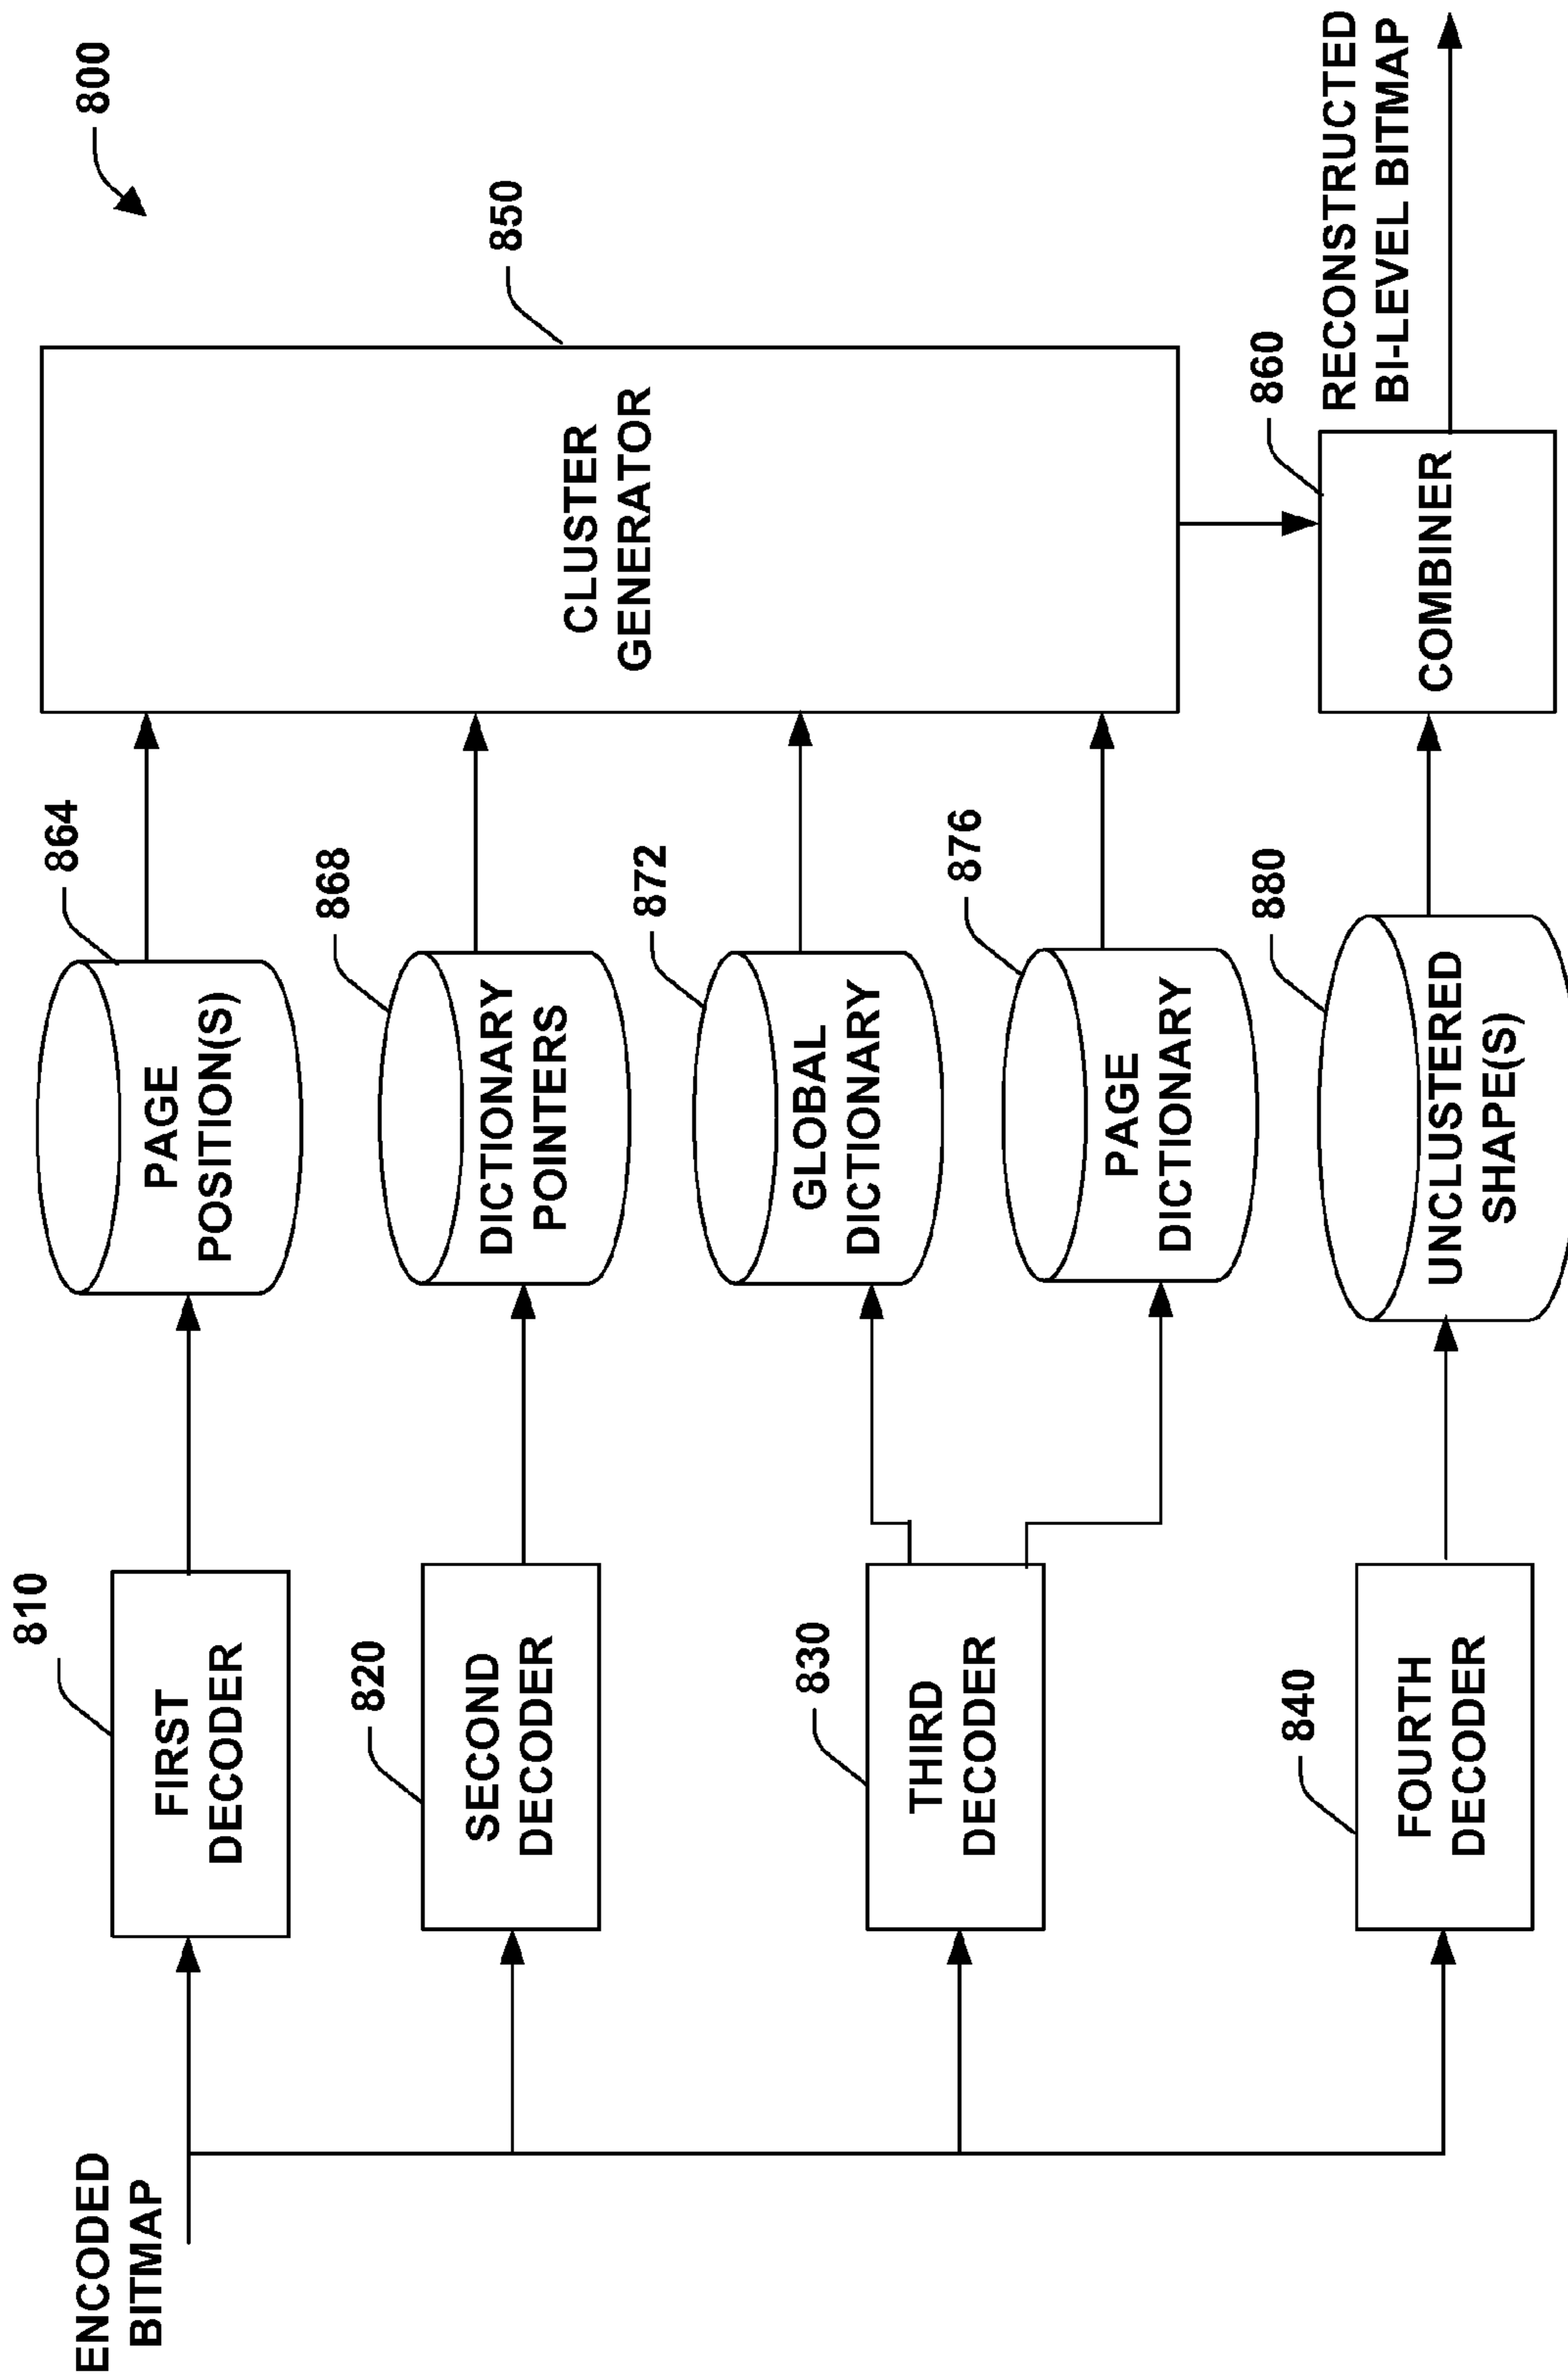 800
ENCODED
BITMAP
810
FIRST
DECODER
864
PAGE
POSITION(S)
820
SECOND
DECODER
868
DICTIONARY
POINTERS
850
CLUSTER
GENERATOR
830
THIRD
DECODER
872
GLOBAL
DICTIONARY
876
PAGE
DICTIONARY
840
FOURTH
DECODER
880
UNCLUSTERED
SHAPE(S)
860
COMBINER
RECONSTRUCTED
BI-LEVEL BITMAP